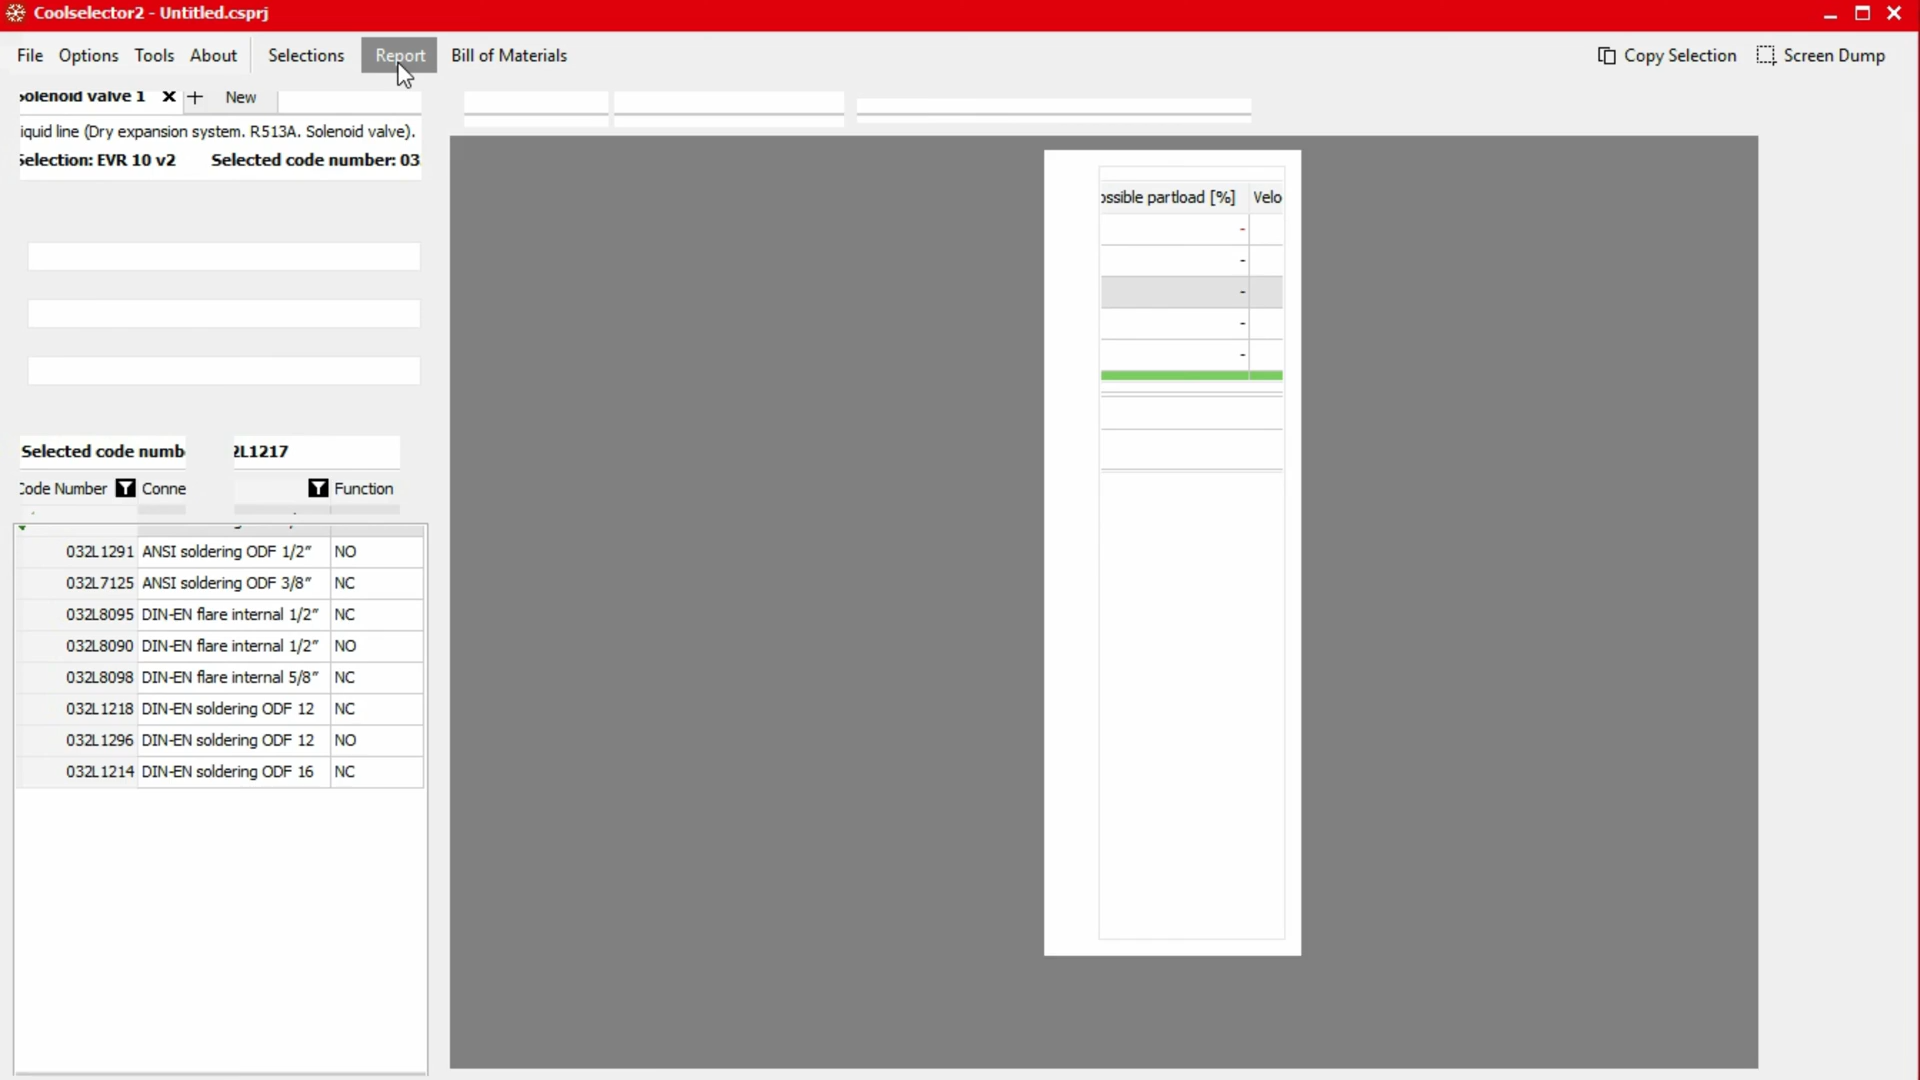 Coolselector2 - Untitled.csprj
File Options Tools About Selections Report Bill of Materials Copy Selection Screen Dump
Solenoid valve 1 x + New
iquid line (Dry expansion system. R513A. Solenoid valve).
Selection: EVR 10 v2 Selected code number: 03
ossible partload [%] Velo
-
-
-
-
-
Selected code numb 2L1217
Code Number Conne Function
032L1291 ANSI soldering ODF 1/2" NO
032L7125 ANSI soldering ODF 3/8" NC
032L8095 DIN-EN flare internal 1/2" NC
032L8090 DIN-EN flare internal 1/2" NO
032L8098 DIN-EN flare internal 5/8" NC
032L1218 DIN-EN soldering ODF 12 NC
032L1296 DIN-EN soldering ODF 12 NO
032L1214 DIN-EN soldering ODF 16 NC